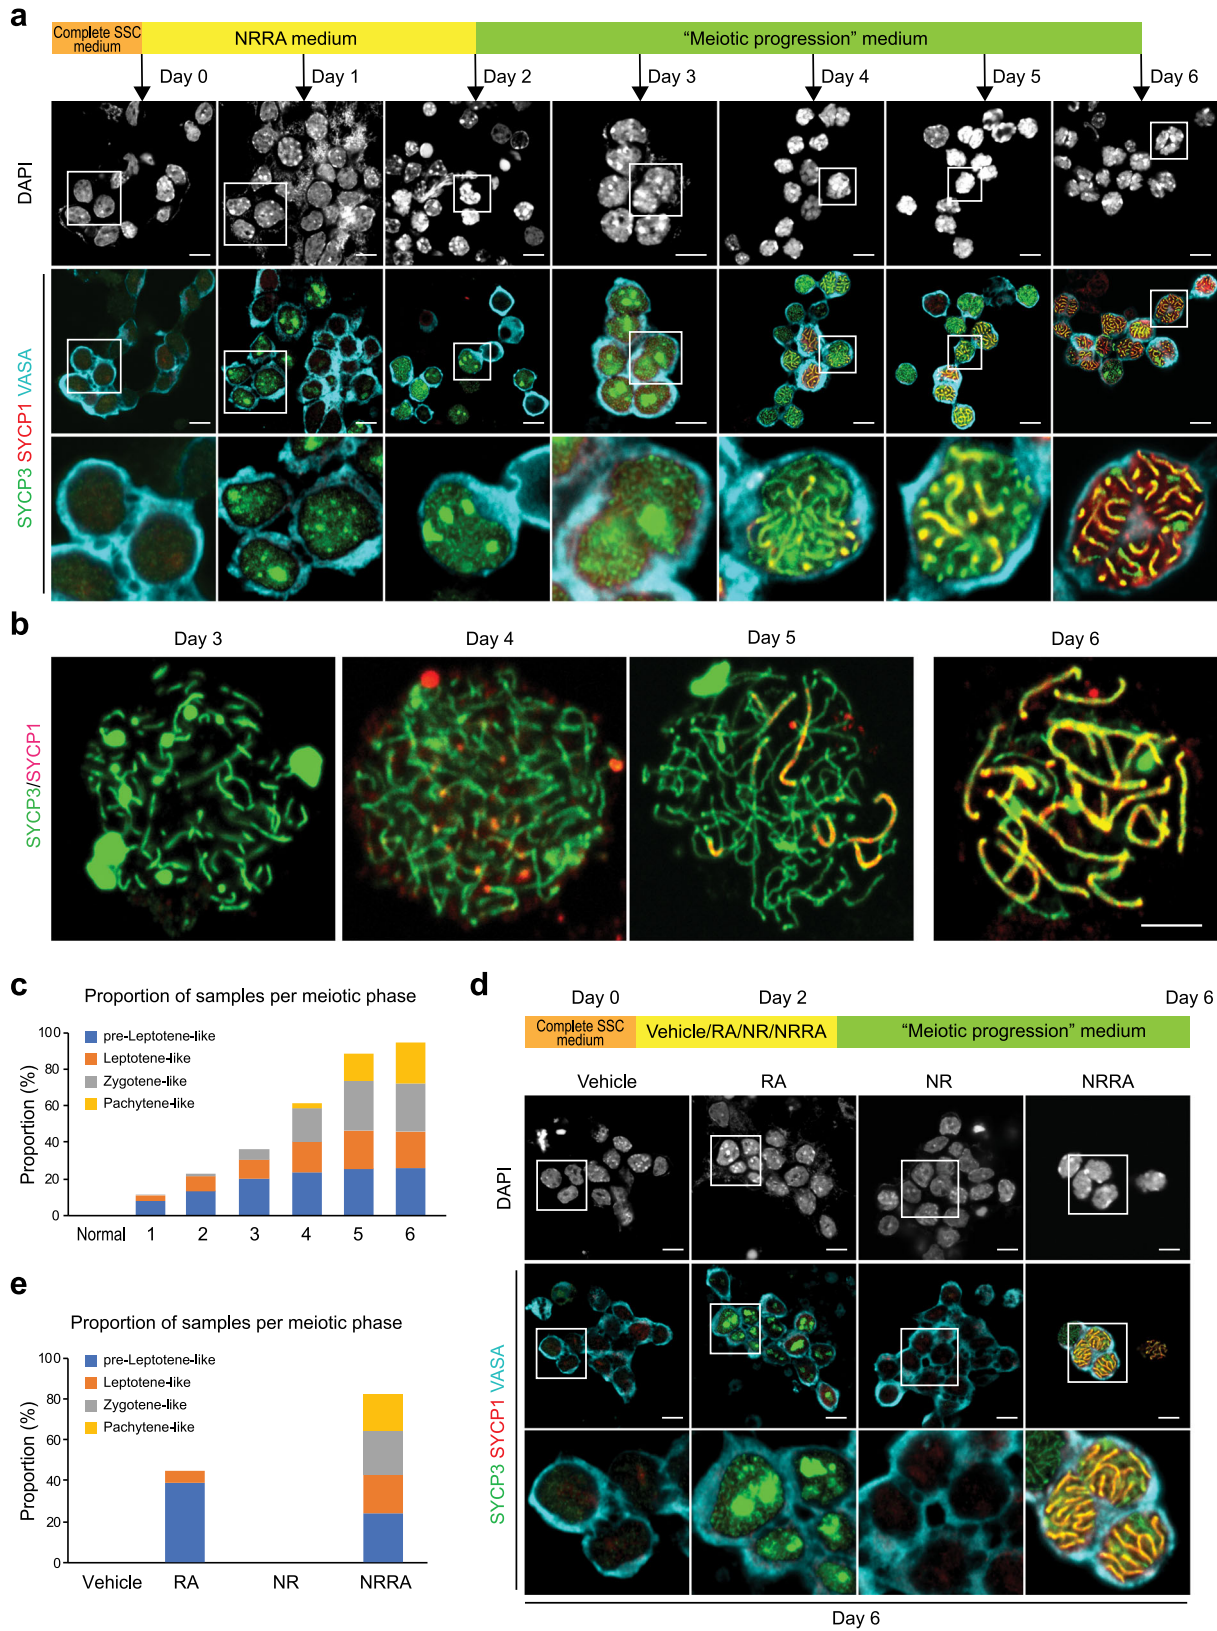 a
Complete SSC
medium
NRRA medium
“Meiotic progression” medium
Day 0
Day 1
Day 2
Day 3
Day 4
Day 5
Day 6
DAPI
SYCP3 SYCP1 VASA
b
Day 3
Day 4
Day 5
Day 6
SYCP3/SYCP1
c
Proportion of samples per meiotic phase
Proportion (%)
100
80
60
40
20
0
pre-Leptotene-like
Leptotene-like
Zygotene-like
Pachytene-like
Normal 1 2 3 4 5 6
d
Day 0
Day 2
Day 6
Complete SSC
medium
Vehicle/RA/NR/NRRA
“Meiotic progression” medium
Vehicle
RA
NR
NRRA
DAPI
SYCP3 SYCP1 VASA
Day 6
e
Proportion of samples per meiotic phase
Proportion (%)
100
80
60
40
20
0
pre-Leptotene-like
Leptotene-like
Zygotene-like
Pachytene-like
Vehicle RA NR NRRA